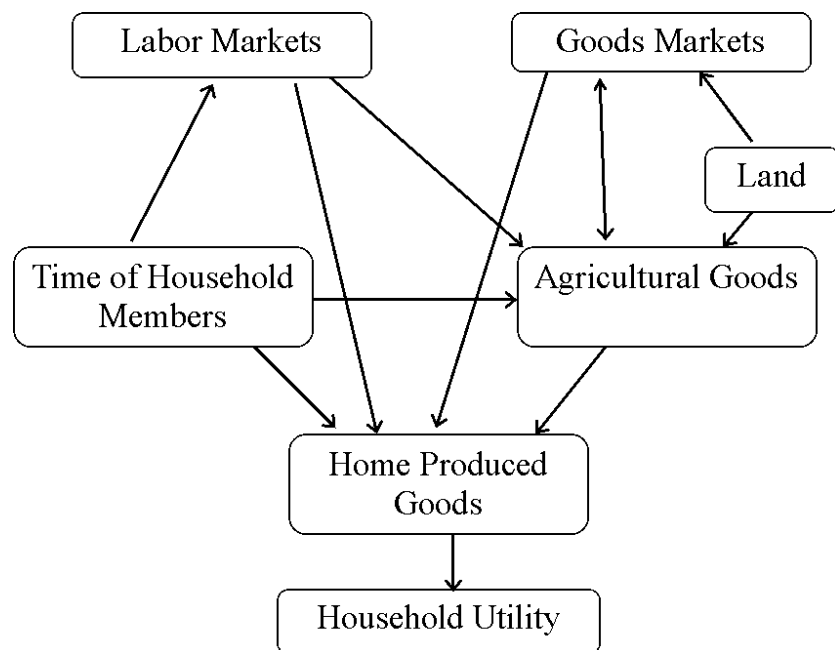 Labor Markets
Goods Markets
Land
Time of Household
Members
Agricultural Goods
Home Produced
Goods
Household Utility